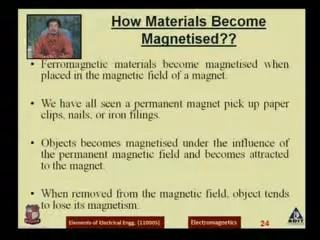 How Materials Become
Magnetised??
• Ferromagnetic materials become magnetised when
placed in the magnetic field of a magnet.
• We have all seen a permanent magnet pick up paper
clips, nails, or iron filings.
• Objects becomes magnetised under the influence of
the permanent magnetic field and becomes attracted
to the magnet.
• When removed from the magnetic field, object tends
to lose its magnetism.
Elements of Electrical Engg. (110005) Electromagnetics 24
ADIT